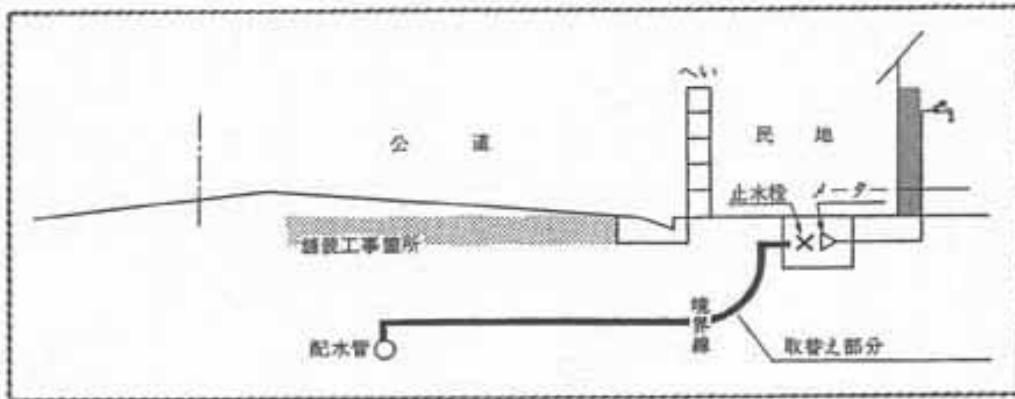 へい
公道
民地
止水栓
メーター
舗装工事箇所
境界線
配水管
取替え部分